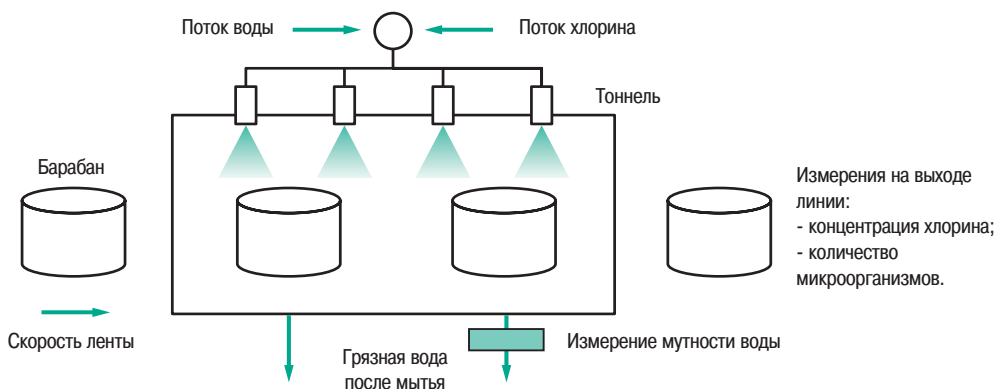 Поток воды
Поток хлорина
Тоннель
Барабан
Измерения на выходе
линии:
- концентрация хлорина;
- количество
микроорганизмов.
Скорость ленты
Грязная вода
после мытья
Измерение мутности воды